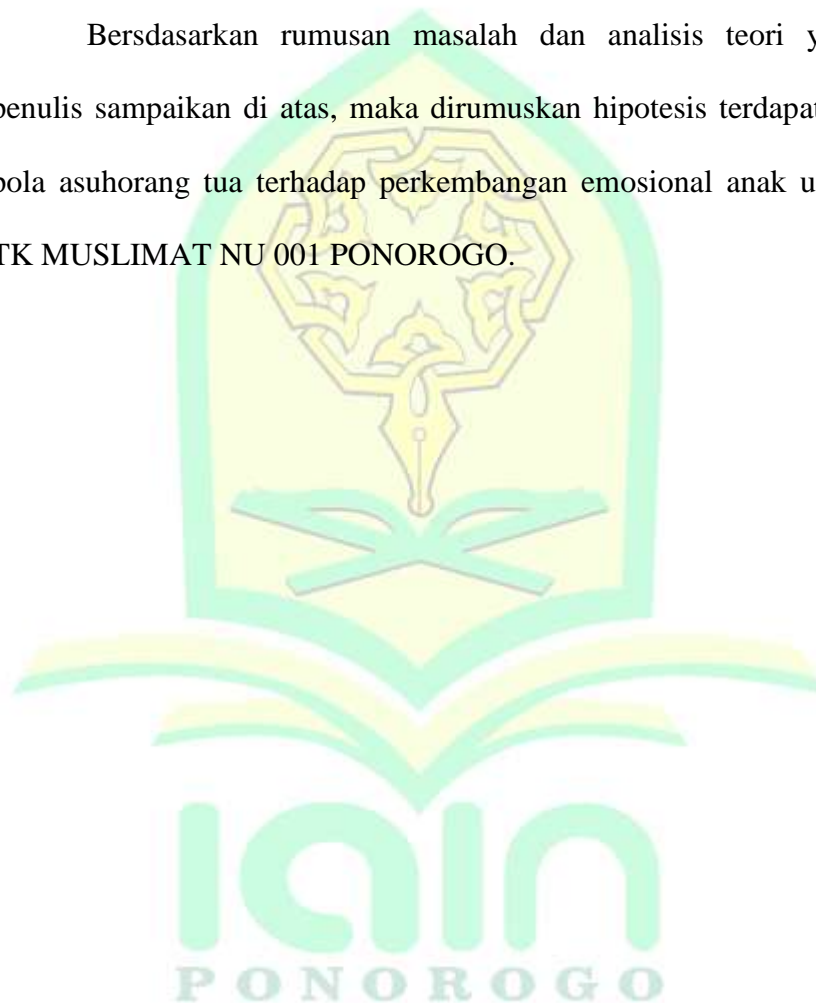 Bersdasarkan rumusan masalah dan analisis teori
penulis sampaikan di atas, maka dirumuskan hipotesis terdapat
pola asuhorang tua terhadap perkembangan emosional anak
TK MUSLIMAT NU 001 PONOROGO.
iain
PONOROGO